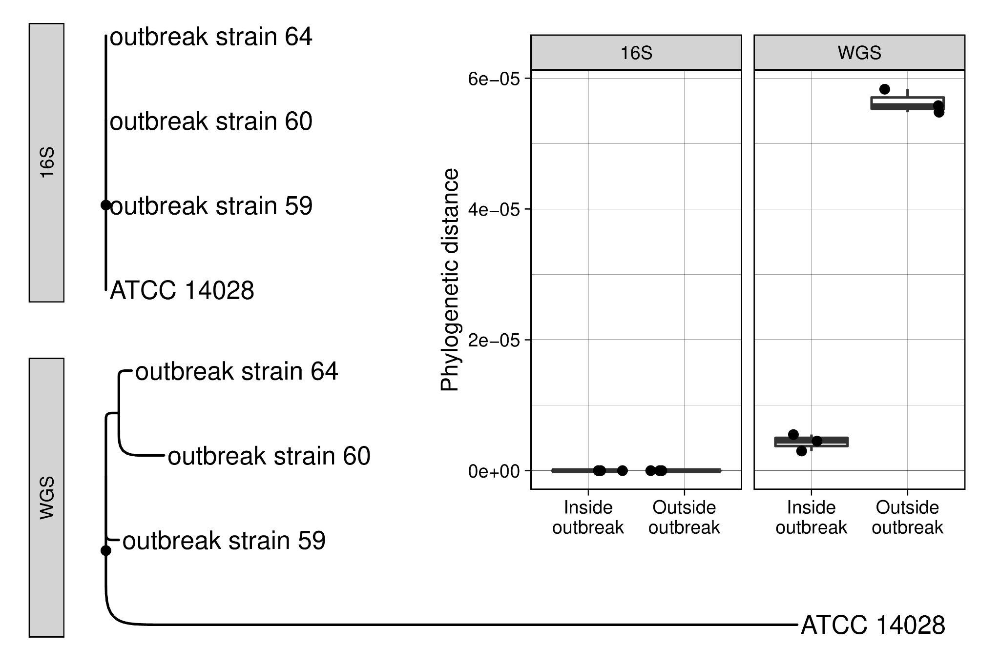 16S
outbreak strain 64
outbreak strain 60
outbreak strain 59
ATCC 14028
WGS
outbreak strain 64
outbreak strain 60
outbreak strain 59
ATCC 14028
16S
WGS
Phylogenetic distance
6e−05
4e−05
2e−05
0e+00
Inside
outbreak
Outside
outbreak
Inside
outbreak
Outside
outbreak